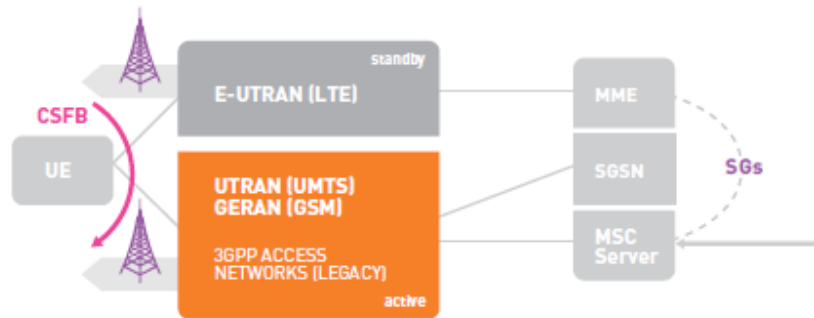 standby
E-UTRAN (LTE)
MME
CSFB
UE
SGSN
SGs
UTRAN (UMTS)
GERAN (GSM)
MSC
Server
3GPP ACCESS
NETWORKS (LEGACY)
active